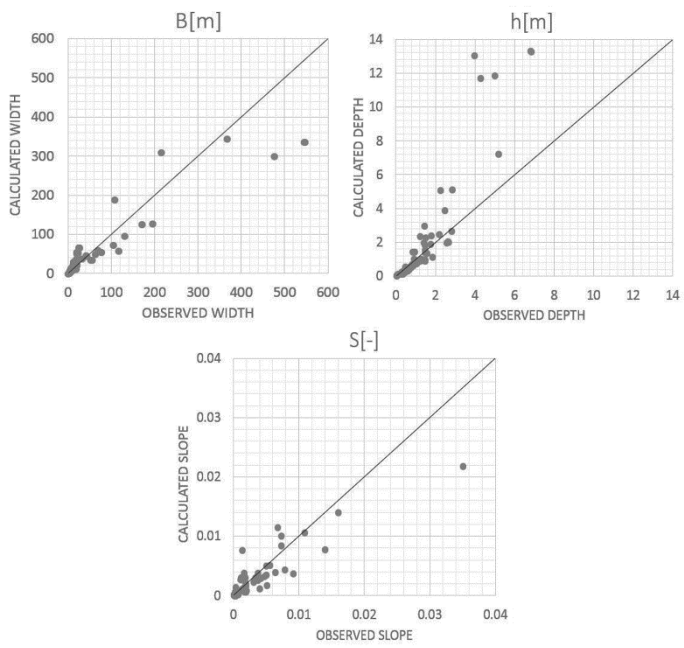 B[m]
600
500
400
300
200
100
0
CALCULATED WIDTH
0 100 200 300 400 500 600
OBSERVED WIDTH
h[m]
14
12
10
8
6
4
2
0
CALCULATED DEPTH
0 2 4 6 8 10 12 14
OBSERVED DEPTH
S[-]
0.04
0.03
0.02
0.01
0
CALCULATED SLOPE
0 0.01 0.02 0.03 0.04
OBSERVED SLOPE